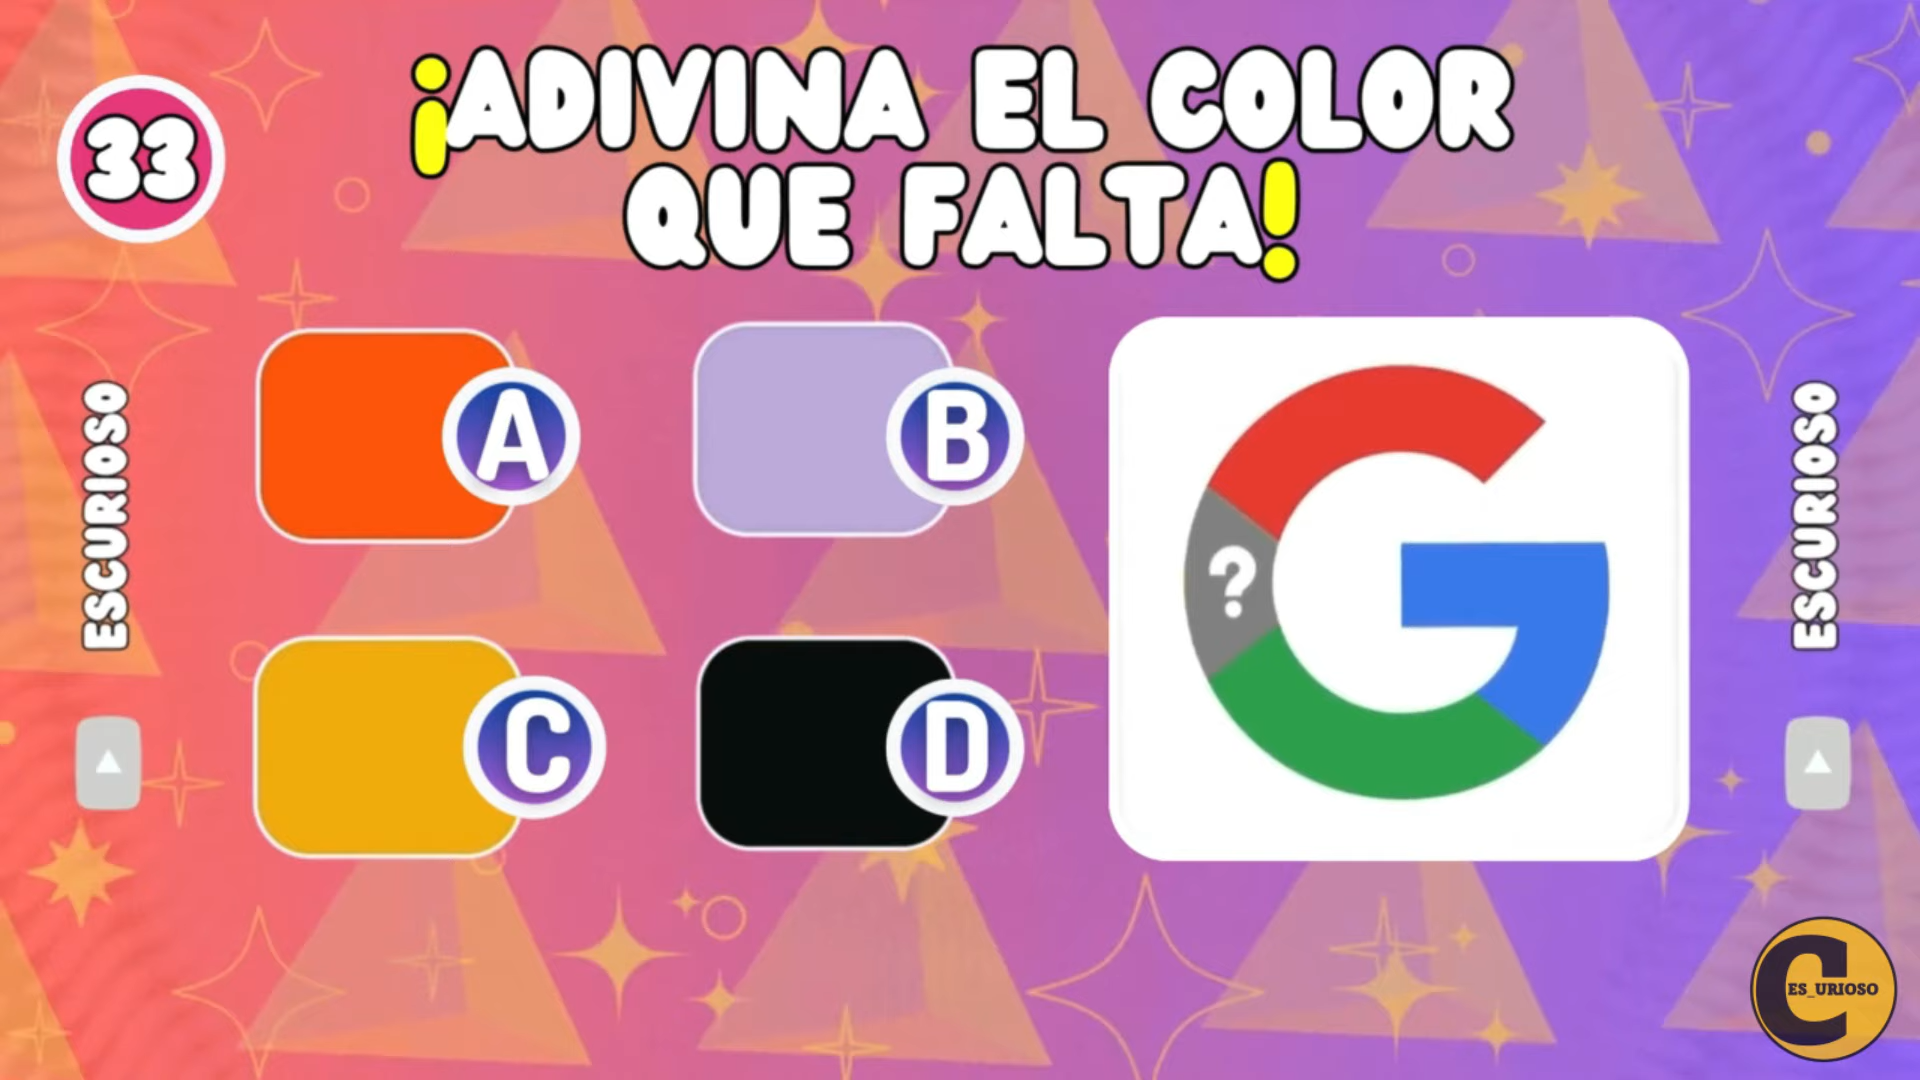 33
¡ADIVINA EL COLOR
QUE FALTA!
ESCURIOSO
A
B
?
C
D
ESCURIOSO
C
ES_URIOSO